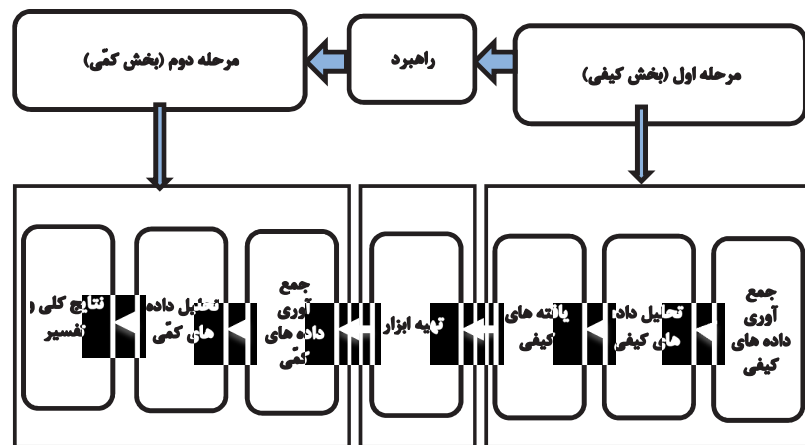 مرحله اول (بخش کیفی)
راهبرد
مرحله دوم (بخش کمّی)
جمع
آوری
داده های
کیفی
تحلیل داده
های کیفی
یافته های
کیفی
تهیه ابزار
جمع
آوری
داده های
کمّی
تحلیل داده
های کمّی
نتایج کلی و
تفسیر